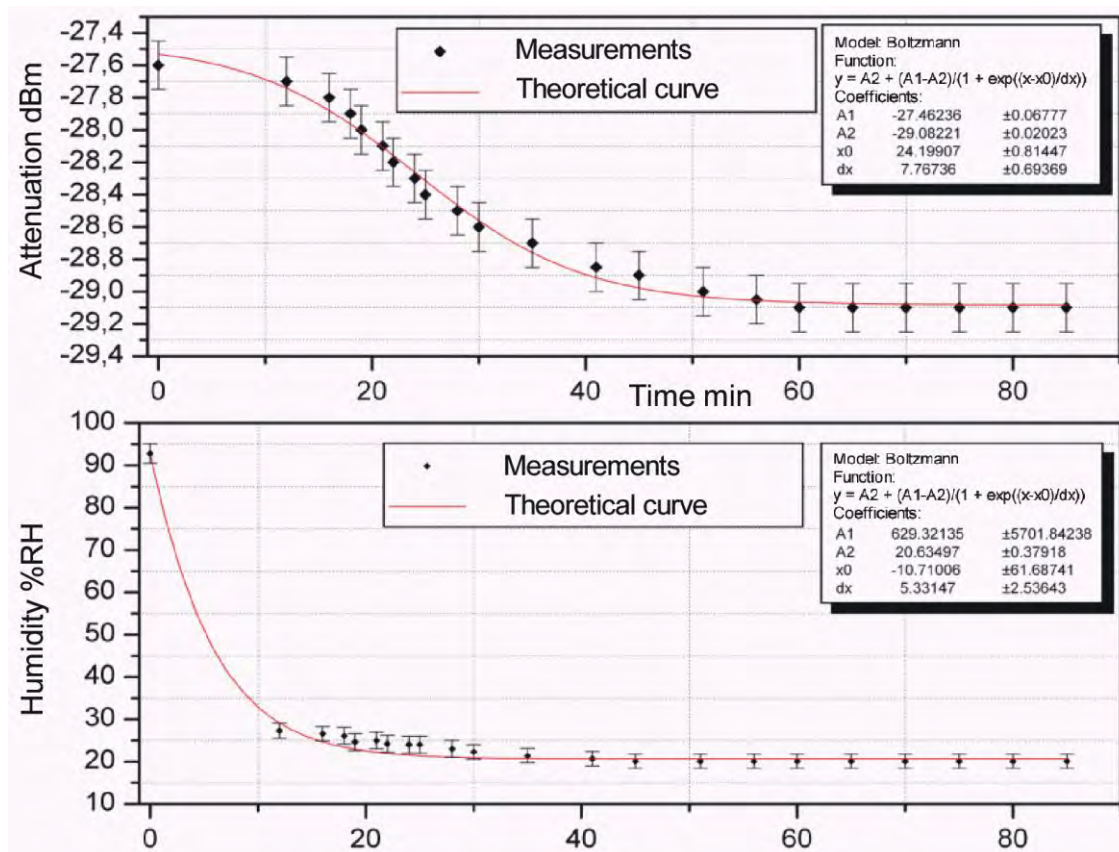 -27,4
-27,6
-27,8
-28,0
-28,2
-28,4
-28,6
-28,8
-29,0
-29,2
-29,4
Attenuation dBm
Measurements
Theoretical curve
Model: Boltzmann
Function:
y = A2 + (A1-A2)/(1 + exp((x-x0)/dx))
Coefficients:
A1 -27.46236 ±0.06777
A2 -29.08221 ±0.02023
x0 24.19907 ±0.81447
dx 7.76736 ±0.69369
0 20 40 60 80
Time min
100
90
80
70
60
50
40
30
20
10
Humidity %RH
Measurements
Theoretical curve
Model: Boltzmann
Function:
y = A2 + (A1-A2)/(1 + exp((x-x0)/dx))
Coefficients:
A1 629.32135 ±5701.84238
A2 20.63497 ±0.37918
x0 -10.71006 ±61.68741
dx 5.33147 ±2.53643
0 20 40 60 80